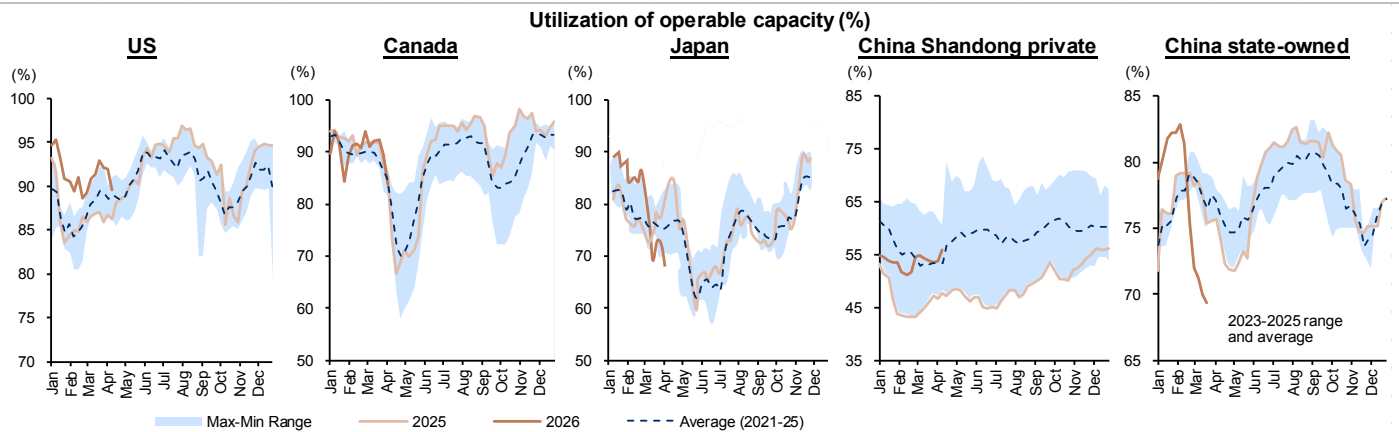 Utilization of operable capacity (%)
US
Canada
Japan
China Shandong private
China state-owned
(%)
100
95
90
85
80
75
70
Jan
Feb
Mar
Apr
May
Jun
Jul
Aug
Sep
Oct
Nov
Dec
(%)
100
90
80
70
60
50
Jan
Feb
Mar
Apr
May
Jun
Jul
Aug
Sep
Oct
Nov
Dec
(%)
100
90
80
70
60
50
Jan
Feb
Mar
Apr
May
Jun
Jul
Aug
Sep
Oct
Nov
Dec
(%)
85
75
65
55
45
35
Jan
Feb
Mar
Apr
May
Jun
Jul
Aug
Sep
Oct
Nov
Dec
(%)
85
80
75
70
65
2023-2025 range
and average
Jan
Feb
Mar
Apr
May
Jun
Jul
Aug
Sep
Oct
Nov
Dec
Max-Min Range
2025
2026
Average (2021-25)